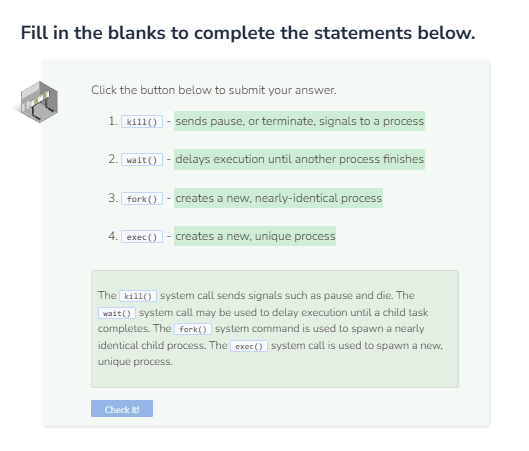 Fill in the blanks to complete the statements below.
Click the button below to submit your answer.
1. kill() - sends pause, or terminate, signals to a process
2. wait() - delays execution until another process finishes
3. fork() - creates a new, nearly-identical process
4. exec() - creates a new, unique process
The kill() system call sends signals such as pause and die. The
wait() system call may be used to delay execution until a child task
completes. The fork() system command is used to spawn a nearly
identical child process. The exec() system call is used to spawn a new,
unique process.
Check It!